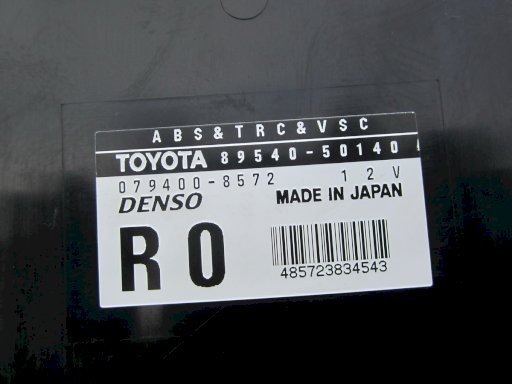 ABS&TRC&VSC
TOYOTA 89540-50140
079400-8572 12V
DENSO MADE IN JAPAN
R0
485723834543